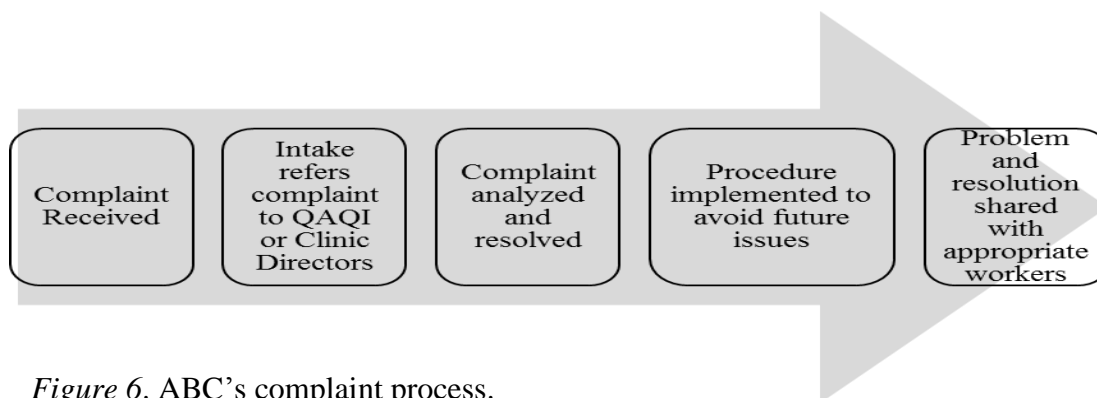 Complaint
Received
Intake
refers
complaint
to QAQI
or Clinic
Directors
Complaint
analyzed
and
resolved
Procedure
implemented to
avoid future
issues
Problem
and
resolution
shared
with
appropriate
workers
Figure 6. ABC's complaint process.